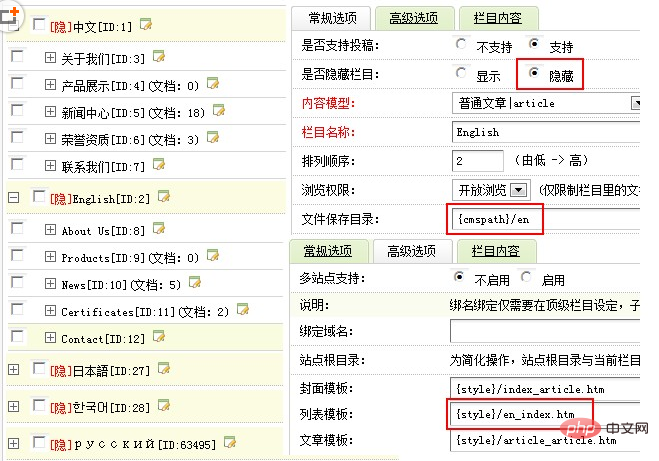 [隐]中文[ID:1]
关于我们[ID:3]
产品展示[ID:4](文档: 0)
新闻中心[ID:5](文档: 18)
荣誉资质[ID:6](文档: 3)
联系我们[ID:7]
[隐]English[ID:2]
About Us[ID:8]
Products[ID:9](文档: 0)
News[ID:10](文档: 5)
Certificates[ID:11](文档: 2)
Contact[ID:12]
[隐]日本語[ID:27]
[隐]한국어[ID:28]
[隐]русский[ID:63495]
常规选项 高级选项 栏目内容
是否支持投稿: 不支持 支持
是否隐藏栏目: 显示 隐藏
内容模型: 普通文章|article
栏目名称: English
排列顺序: 2 (由低 -> 高)
浏览权限: 开放浏览 (仅限制栏目里的文
文件保存目录: {cmspath}/en
常规选项 高级选项 栏目内容
多站点支持: 不启用 启用
说明: 绑名绑定仅需要在顶级栏目设定,子
绑定域名:
站点根目录: 为简化操作,站点根目录与当前栏目
封面模板: {style}/index_article.htm
列表模板: {style}/en_index.htm
文章模板: {style}/article_article.htm
php 中文网